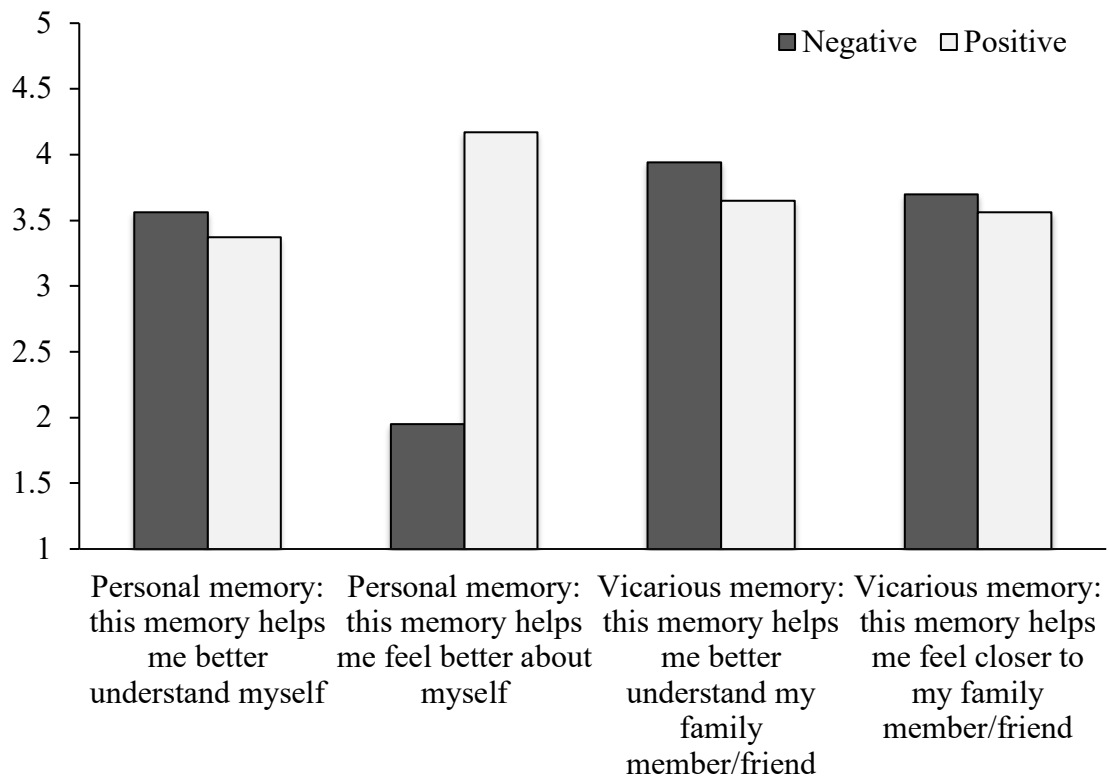 5
4.5
4
3.5
3
2.5
2
1.5
1
Negative Positive
Personal memory:
this memory helps
me better
understand myself
Personal memory:
this memory helps
me feel better about
myself
Vicarious memory:
this memory helps
me better
understand my
family
member/friend
Vicarious memory:
this memory helps
me feel closer to
my family
member/friend